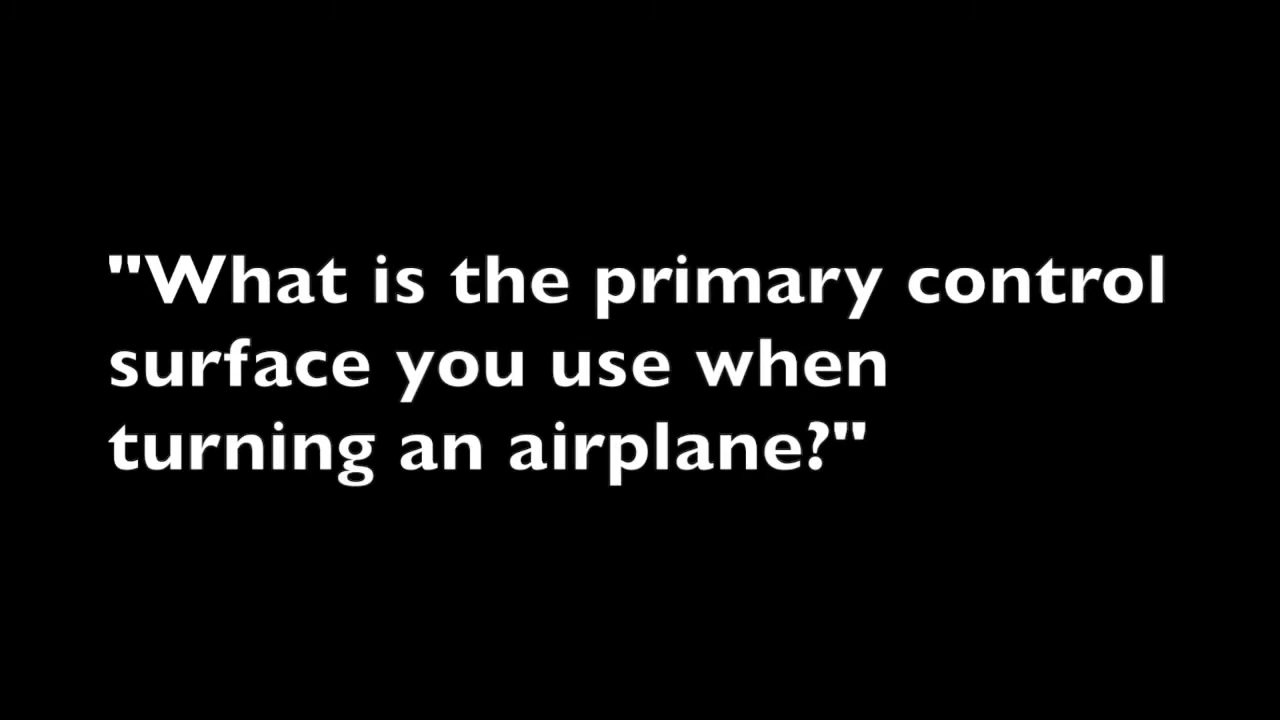 "What is the primary control
surface you use when
turning an airplane?"